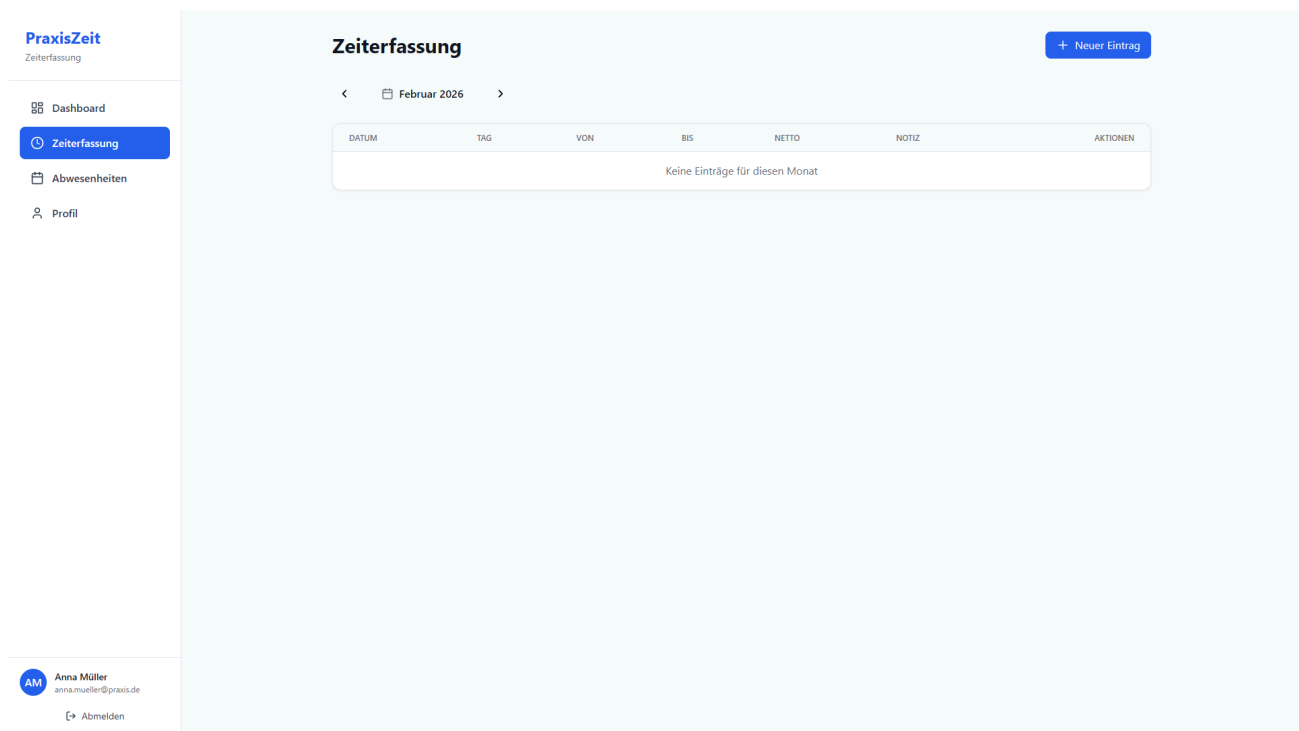 PraxisZeit
Zeiterfassung
Dashboard
Zeiterfassung
Abwesenheiten
Profil
AM
Anna Müller
anna.mueller@praxis.de
Abmelden
Zeiterfassung
Neuer Eintrag
Februar 2026
DATUM TAG VON BIS NETTO NOTIZ AKTIONEN
Keine Einträge für diesen Monat